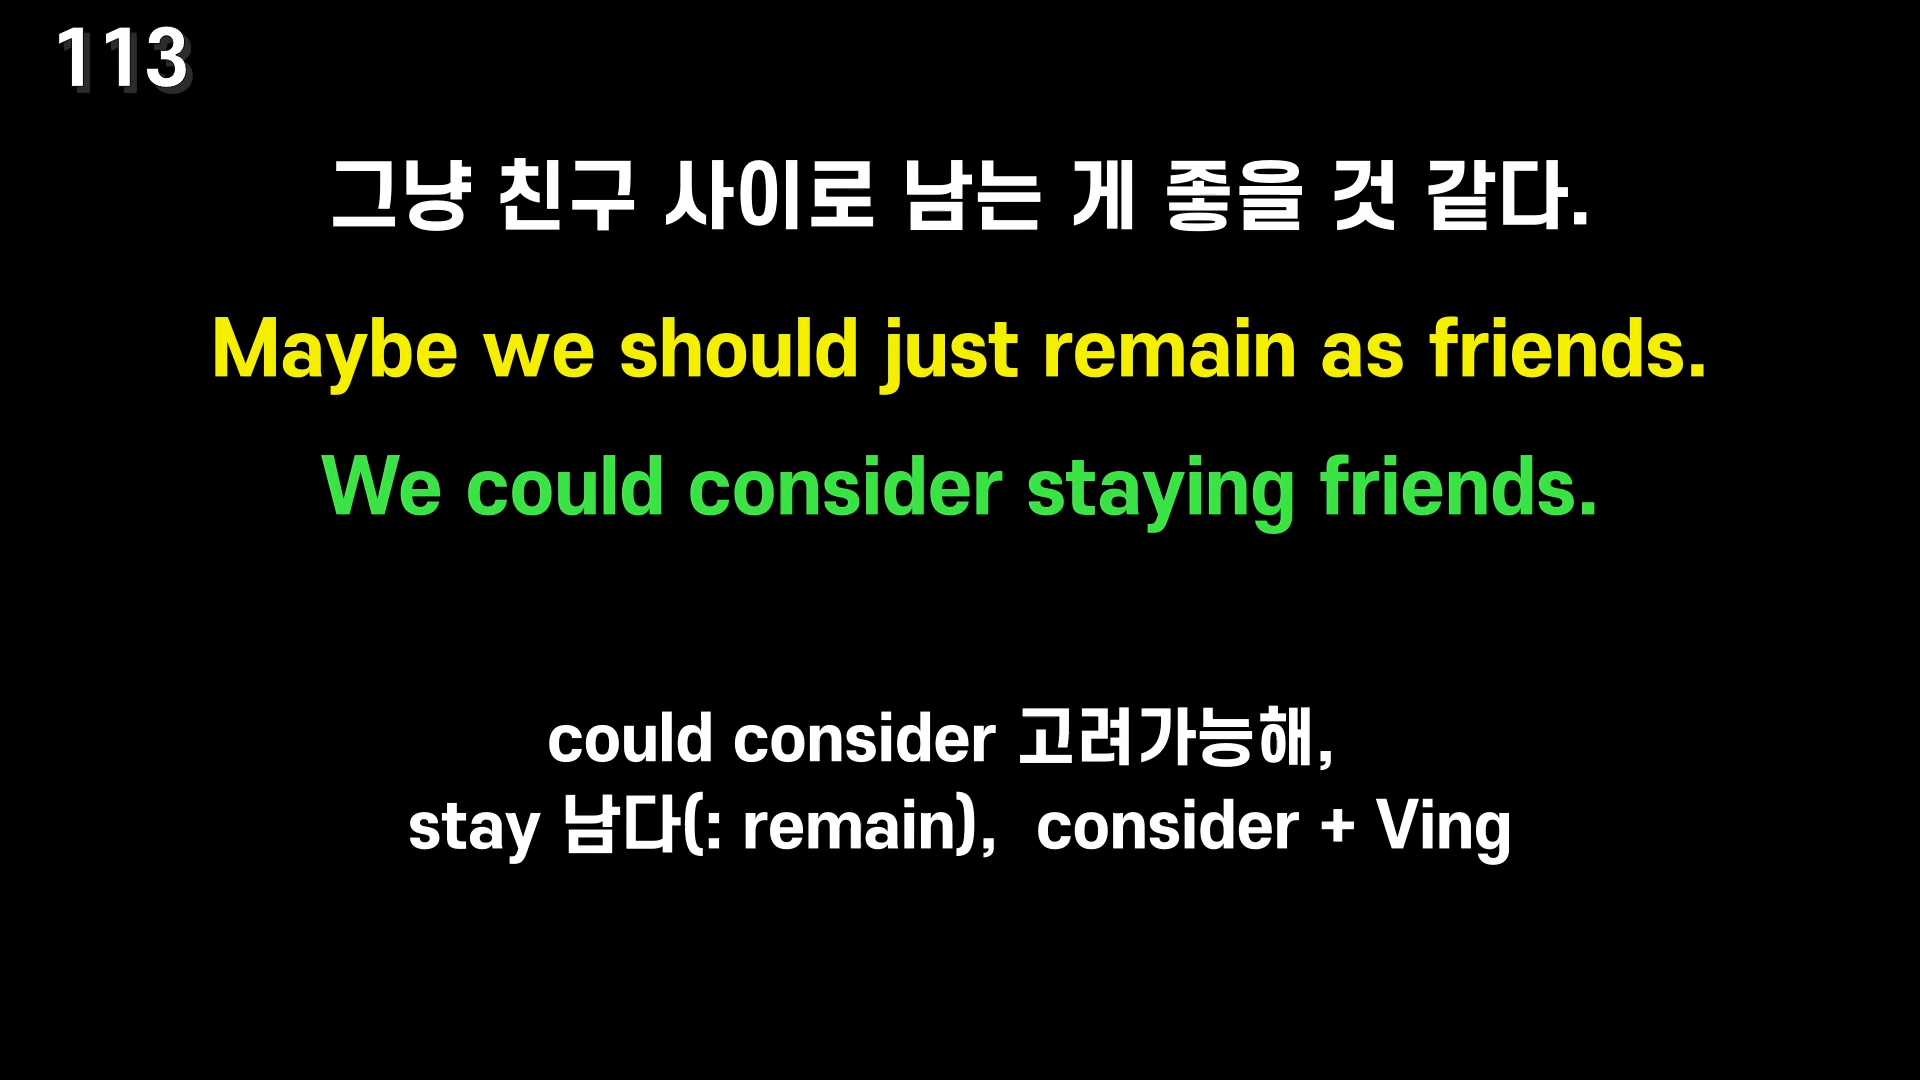 113
그냥 친구 사이로 남는 게 좋을 것 같다.
Maybe we should just remain as friends.
We could consider staying friends.
could consider 고려가능해,
stay 남다(: remain),  consider + Ving